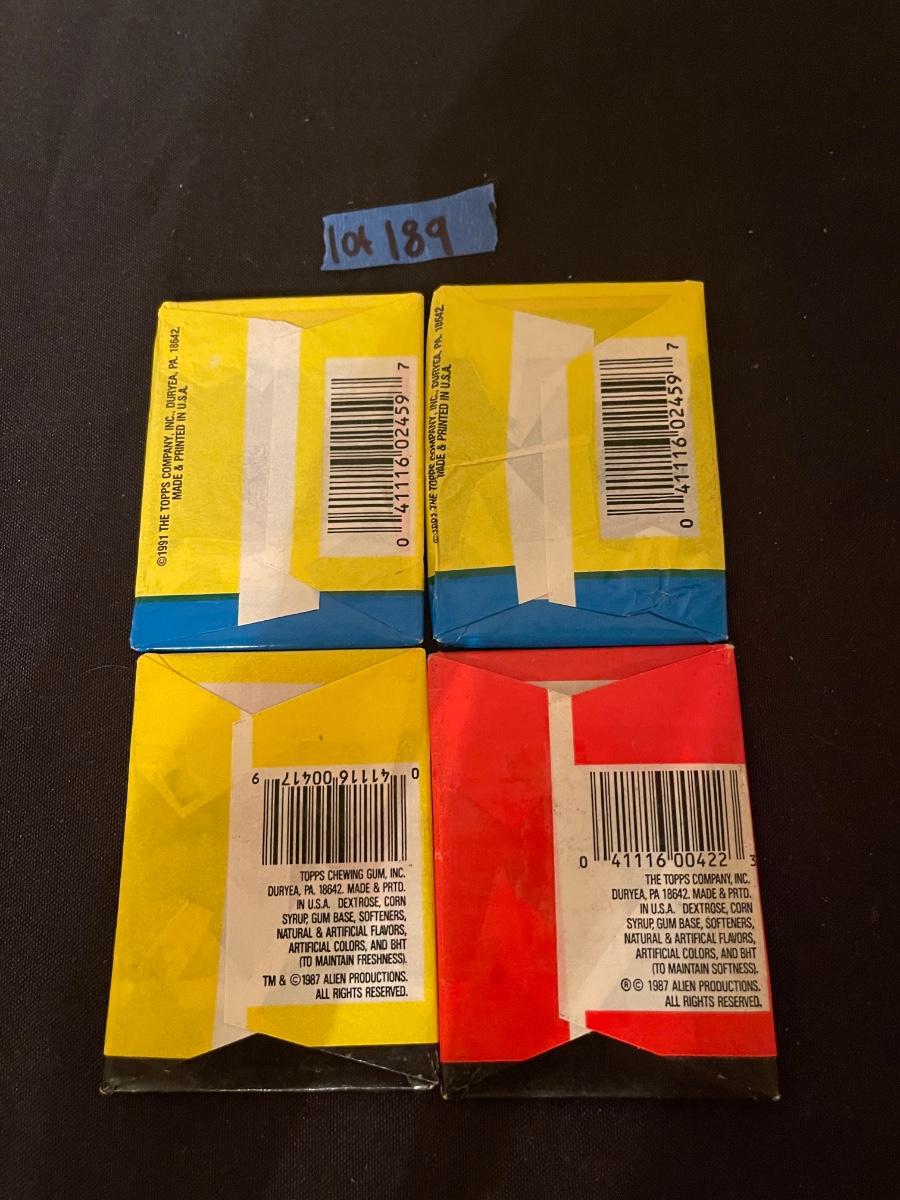 lot 189
©1991 THE TOPPS COMPANY, INC., DURYEA, PA. 18642.
MADE & PRINTED IN U.S.A.
0 41116 02459 7
©1991 THE TOPPS COMPANY, INC., DURYEA, PA. 18642.
MADE & PRINTED IN U.S.A.
0 41116 02459 7
0 41116 00417 9
TOPPS CHEWING GUM, INC.
DURYEA, PA. 18642. MADE & PRTD.
IN U.S.A. DEXTROSE, CORN
SYRUP, GUM BASE, SOFTENERS,
NATURAL & ARTIFICIAL FLAVORS,
ARTIFICIAL COLORS, AND BHT
(TO MAINTAIN FRESHNESS).
TM & ©1987 ALIEN PRODUCTIONS.
ALL RIGHTS RESERVED.
0 41116 00422 3
THE TOPPS COMPANY, INC.
DURYEA, PA 18642. MADE & PRTD.
IN U.S.A. DEXTROSE, CORN
SYRUP, GUM BASE, SOFTENERS,
NATURAL & ARTIFICAL FLAVORS,
ARTIFICIAL COLORS, AND BHT
(TO MAINTAIN SOFTNESS).
®© 1987 ALIEN PRODUCTIONS.
ALL RIGHTS RESERVED.